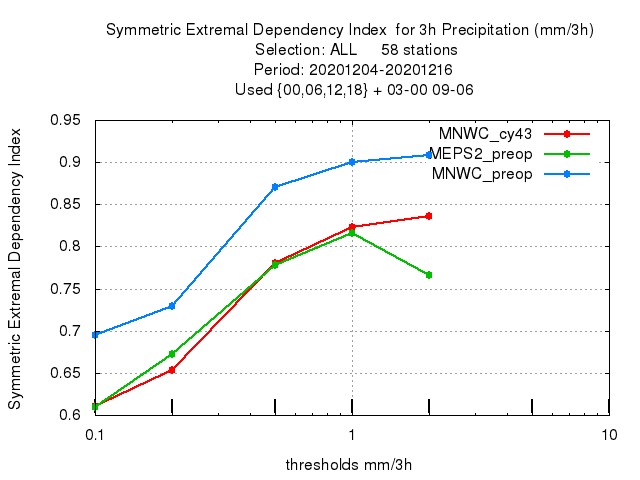 Symmetric Extremal Dependency Index  for 3h Precipitation (mm/3h)
Selection: ALL     58 stations
Period: 20201204-20201216
Used {00,06,12,18} + 03-00 09-06
Symmetric Extremal Dependency Index
0.95
0.9
0.85
0.8
0.75
0.7
0.65
0.6
MNWC_cy43
MEPS2_preop
MNWC_preop
0.1
1
10
thresholds mm/3h